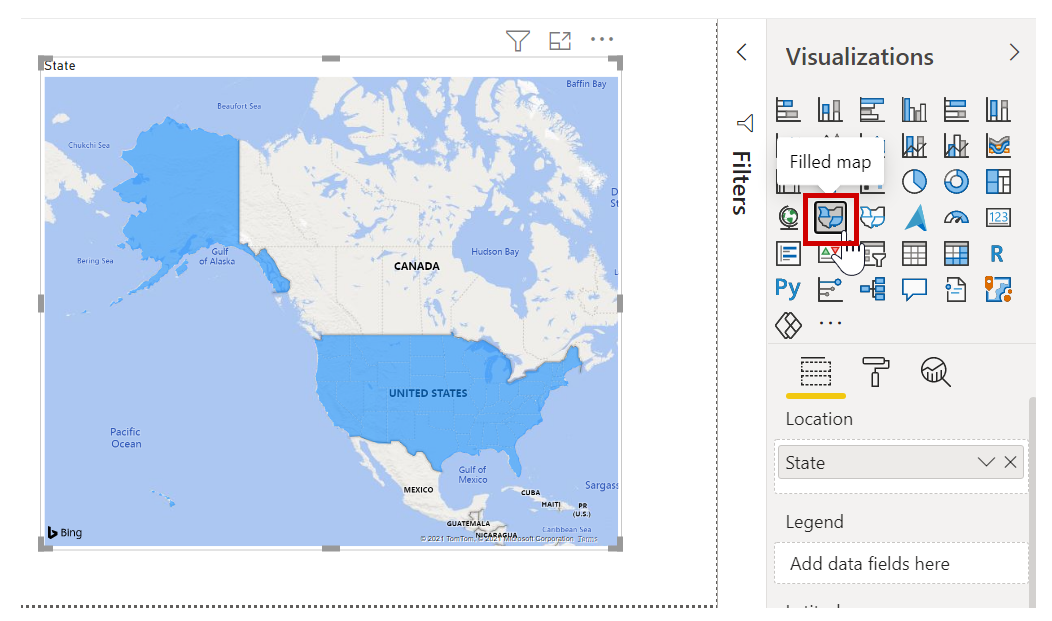 State
Baffin Bay
Beaufort Sea
Chukchi Sea
Bering Sea
Gulf
of Alaska
CANADA
Hudson Bay
UNITED STATES
Pacific
Ocean
Gulf of
Mexico
MEXICO
CUBA
HAITI
PR
(U.S.)
Sargass
GUATEMALA
NICARAGUA
Caribbean Sea
Bing
© 2021 TomTom, © 2021 Microsoft Corporation Terms
Filters
Visualizations
Filled map
123
R
Py
Location
State
Legend
Add data fields here